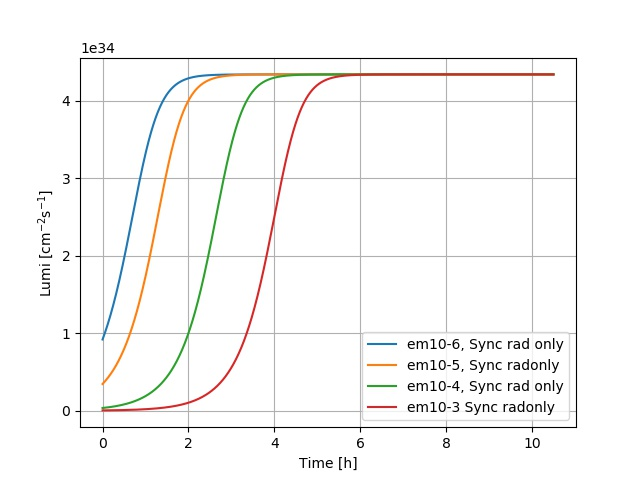 1e34
4
3
2
1
0
Lumi [cm⁻²s⁻¹]
0 2 4 6 8 10
Time [h]
em10-6, Sync rad only
em10-5, Sync radonly
em10-4, Sync rad only
em10-3 Sync radonly